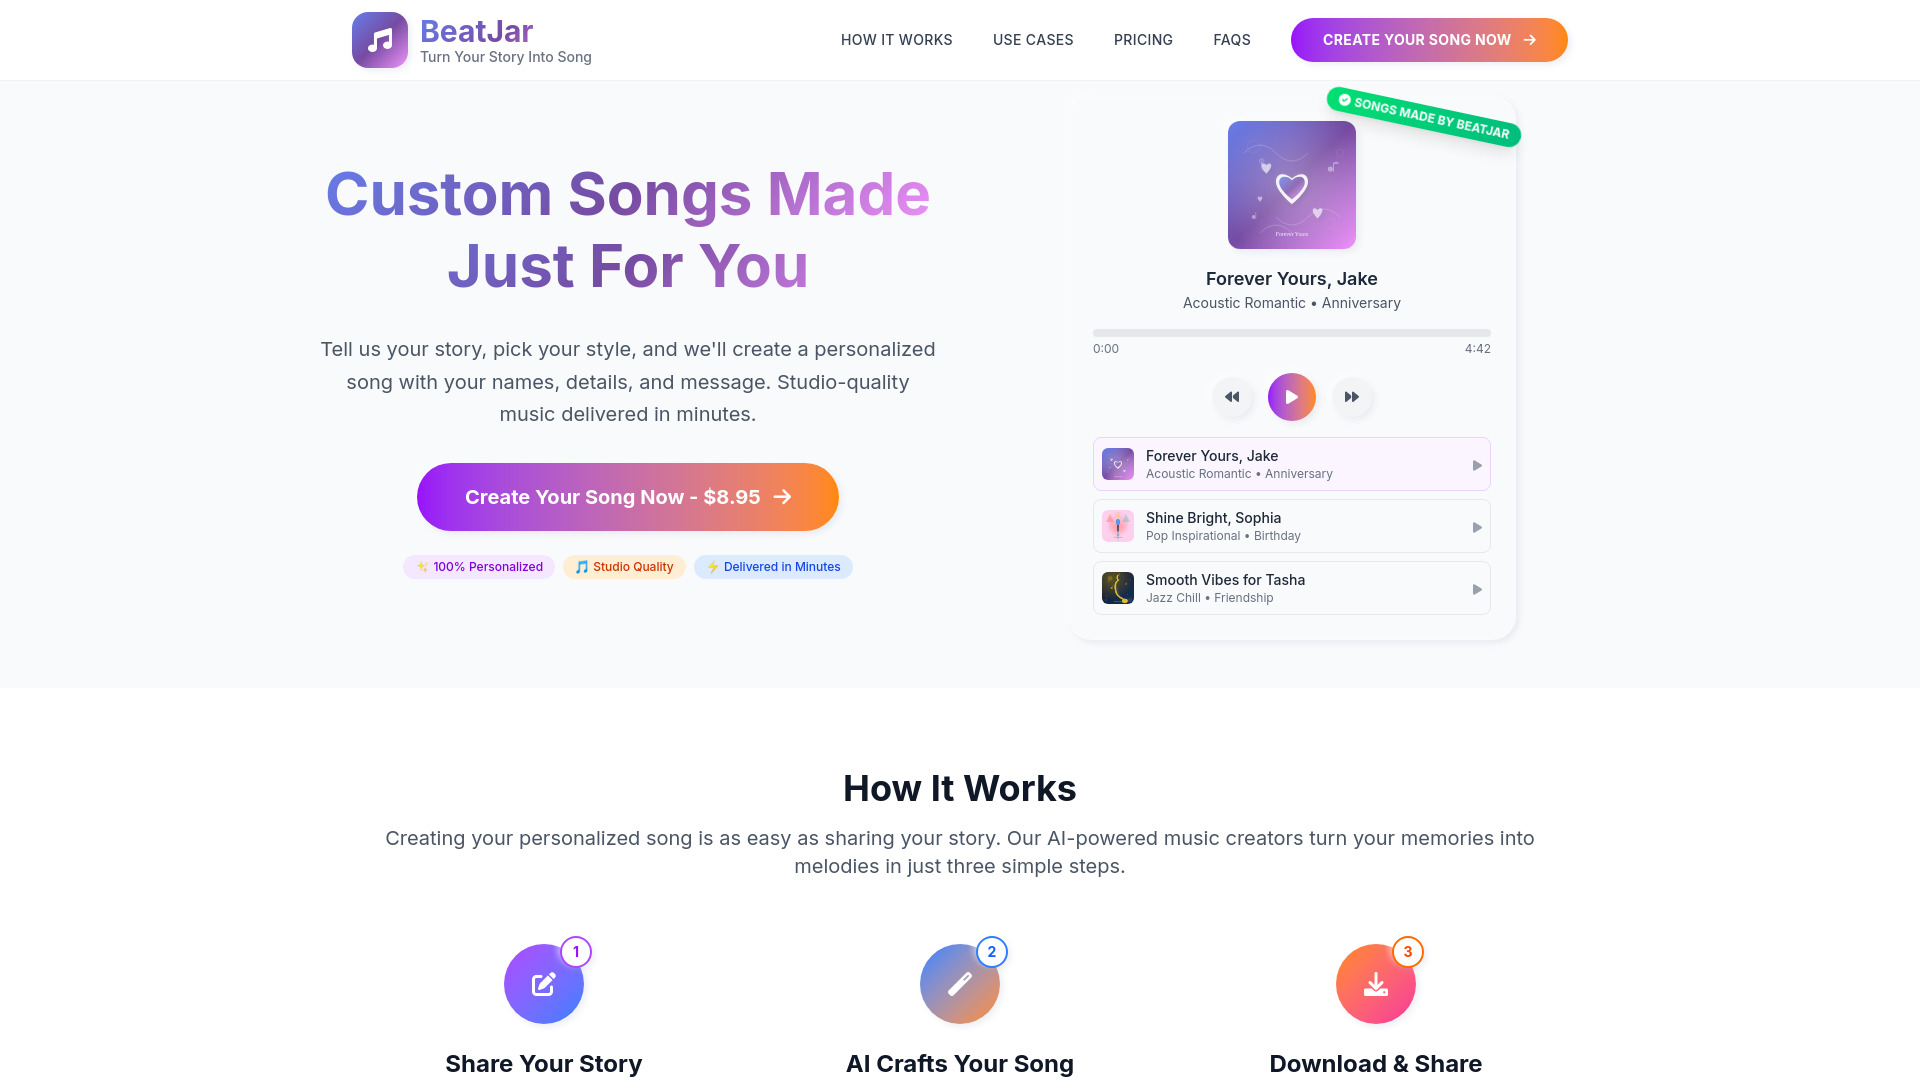 BeatJar
Turn Your Story Into Song
HOW IT WORKS
USE CASES
PRICING
FAQS
CREATE YOUR SONG NOW
Custom Songs Made
Just For You
Tell us your story, pick your style, and we'll create a personalized
song with your names, details, and message. Studio-quality
music delivered in minutes.
Create Your Song Now - $8.95
100% Personalized
Studio Quality
Delivered in Minutes
SONGS MADE BY BEATJAR
Forever Yours
Forever Yours, Jake
Acoustic Romantic • Anniversary
0:00
4:42
Forever Yours, Jake
Acoustic Romantic • Anniversary
Shine Bright, Sophia
Pop Inspirational • Birthday
Smooth Vibes for Tasha
Jazz Chill • Friendship
How It Works
Creating your personalized song is as easy as sharing your story. Our AI-powered music creators turn your memories into
melodies in just three simple steps.
1
Share Your Story
2
AI Crafts Your Song
3
Download & Share